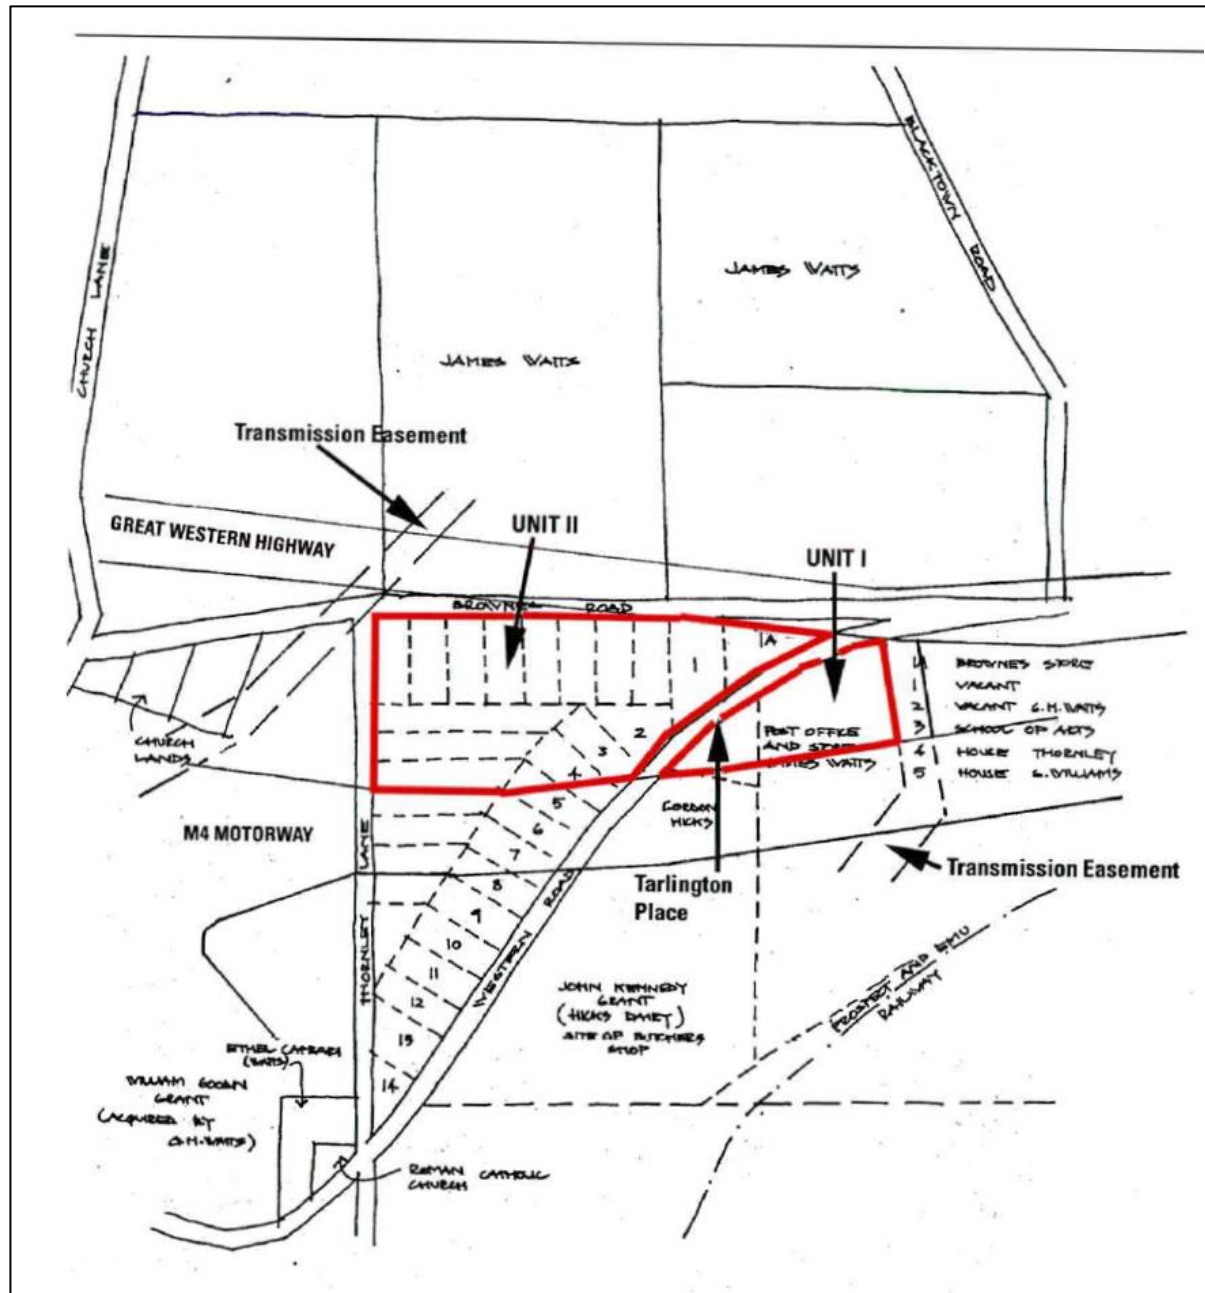 BLACKTOWN ROAD
CHURCH LANE
JAMES WATTS
JAMES WATTS
Transmission Easement
GREAT WESTERN HIGHWAY
UNIT II
UNIT I
BROWNES ROAD
A
1
2
3
4
5
6
7
8
9
10
11
12
13
14
POST OFFICE
AND STORE
JAMES WATTS
1
BROWNES STORE
VACANT
2 VACANT G.H. WATTS
3 SCHOOL OF ARTS
4 HOUSE THORNLEY
5 HOUSE G. WILLIAMS
CHURCH
LANDS
M4 MOTORWAY
GORDON
HICKS
Tarlington
Place
Transmission Easement
THORNLEY LANE
WESTERN ROAD
PROSPECT AND EMU
RAILWAY
JOHN KENNEDY
GRANT
(HICKS DAIRY)
SITE OF BUTCHERS
SHOP
ETHEL
(WATTS)
WILLIAM
GRANT
(ACQUIRED BY
G.H. WATTS)
ROMAN CATHOLIC
CHURCH